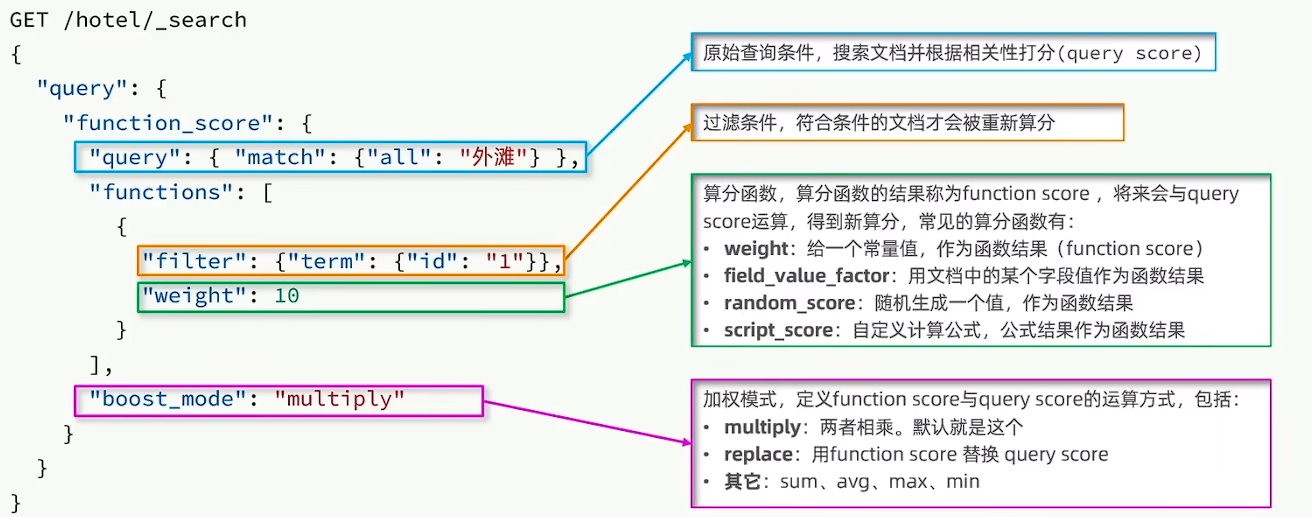 GET /hotel/_search
{
  "query": {
    "function_score": {
      "query": { "match": {"all": "外滩"} },
      "functions": [
        {
          "filter": {"term": {"id": "1"}},
          "weight": 10
        }
      ],
      "boost_mode": "multiply"
    }
  }
}
原始查询条件，搜索文档并根据相关性打分(query score)
过滤条件，符合条件的文档才会被重新算分
算分函数，算分函数的结果称为function score ，将来会与query
score运算，得到新算分，常见的算分函数有：
• weight：给一个常量值，作为函数结果（function score）
• field_value_factor：用文档中的某个字段值作为函数结果
• random_score：随机生成一个值，作为函数结果
• script_score：自定义计算公式，公式结果作为函数结果
加权模式，定义function score与query score的运算方式，包括：
• multiply：两者相乘。默认就是这个
• replace：用function score 替换 query score
• 其它：sum、avg、max、min